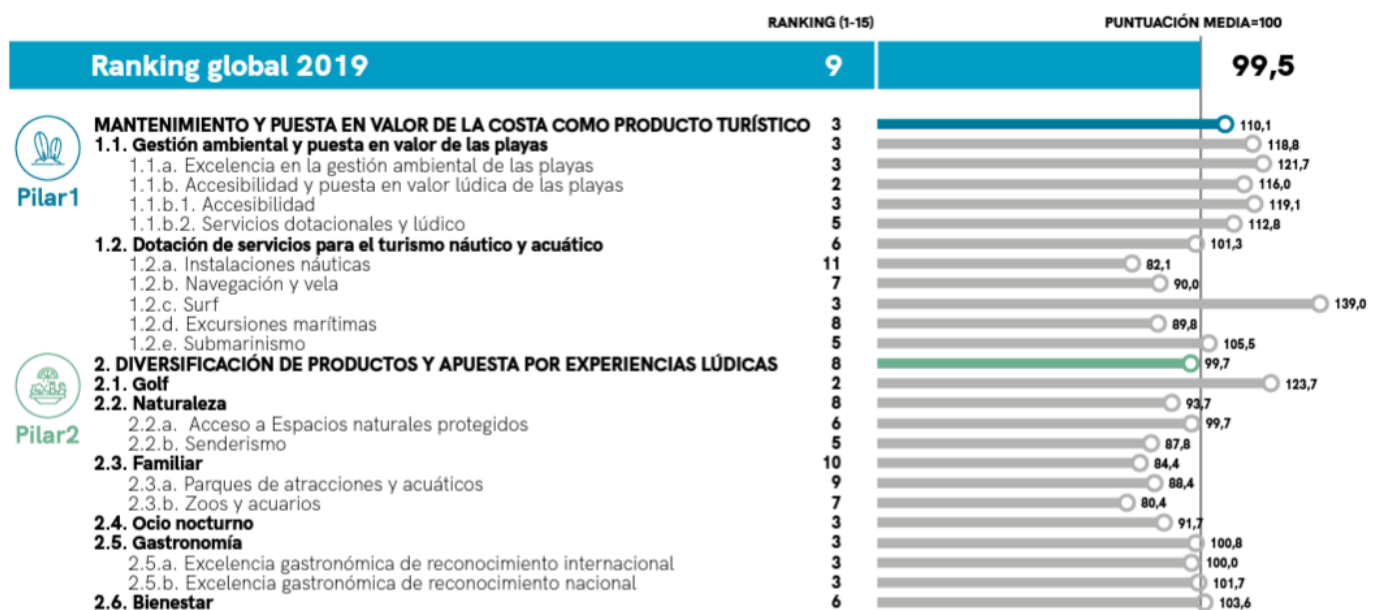 RANKING (1-15) PUNTUACIÓN MEDIA=100
Ranking global 2019 9 99,5
MANTENIMIENTO Y PUESTA EN VALOR DE LA COSTA COMO PRODUCTO TURÍSTICO 3 110,1
1.1. Gestión ambiental y puesta en valor de las playas 3 118,8
1.1.a. Excelencia en la gestión ambiental de las playas 3 121,7
1.1.b. Accesibilidad y puesta en valor lúdica de las playas 2 116,0
Pilar1
1.1.b.1. Accesibilidad 3 119,1
1.1.b.2. Servicios dotacionales y lúdico 5 112,8
1.2. Dotación de servicios para el turismo náutico y acuático 6 101,3
1.2.a. Instalaciones náuticas 11 82,1
1.2.b. Navegación y vela 7 90,0
1.2.c. Surf 3 139,0
1.2.d. Excursiones marítimas 8 89,8
1.2.e. Submarinismo 5 105,5
2. DIVERSIFICACIÓN DE PRODUCTOS Y APUESTA POR EXPERIENCIAS LÚDICAS 8 99,7
2.1. Golf 2 123,7
2.2. Naturaleza 8 93,7
2.2.a. Acceso a Espacios naturales protegidos 6 99,7
Pilar2
2.2.b. Senderismo 5 87,8
2.3. Familiar 10 84,4
2.3.a. Parques de atracciones y acuáticos 9 88,4
2.3.b. Zoos y acuarios 7 80,4
2.4. Ocio nocturno 3 91,7
2.5. Gastronomía 3 100,8
2.5.a. Excelencia gastronómica de reconocimiento internacional 3 100,0
2.5.b. Excelencia gastronómica de reconocimiento nacional 3 101,7
2.6. Bienestar 6 103,6